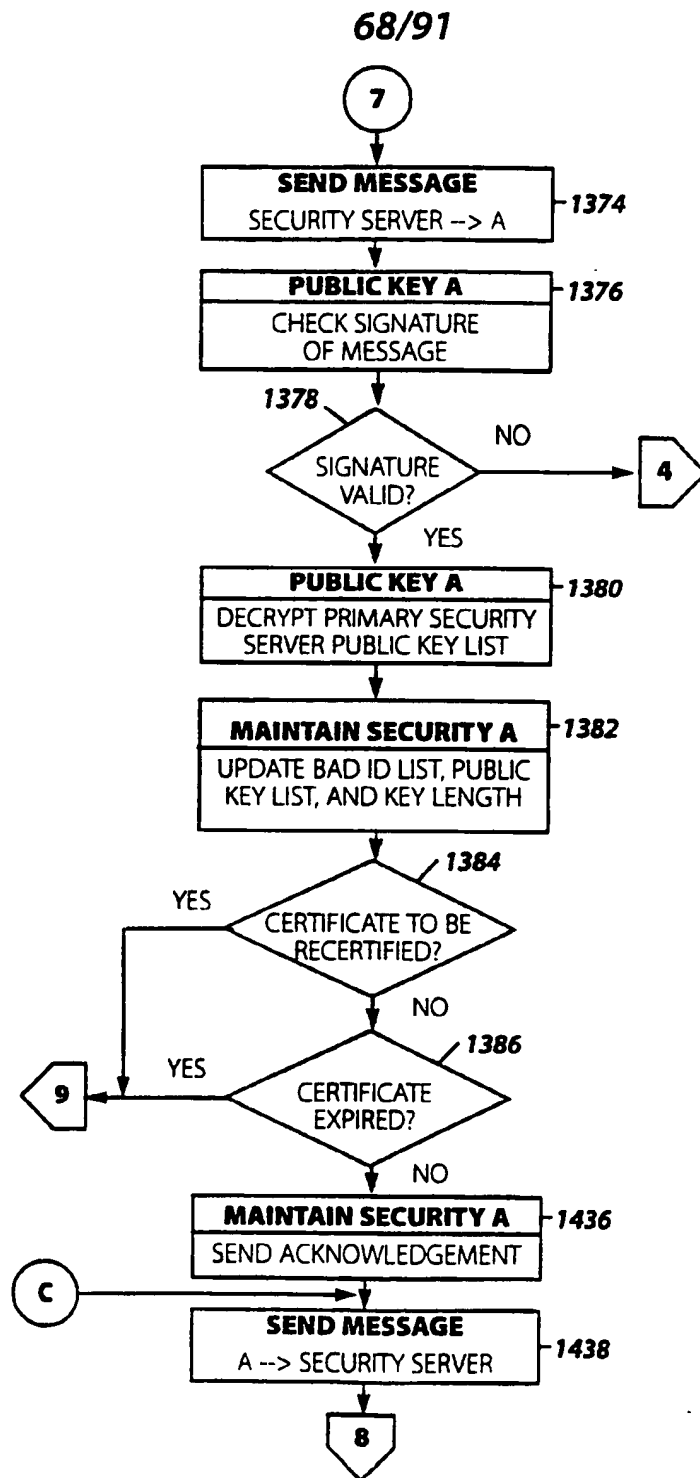 68/91
7
SEND MESSAGE
SECURITY SERVER --> A
1374
PUBLIC KEY A
1376
CHECK SIGNATURE
OF MESSAGE
1378
SIGNATURE
VALID?
NO
4
YES
PUBLIC KEY A
1380
DECRYPT PRIMARY SECURITY
SERVER PUBLIC KEY LIST
MAINTAIN SECURITY A
1382
UPDATE BAD ID LIST, PUBLIC
KEY LIST, AND KEY LENGTH
1384
YES
CERTIFICATE TO BE
RECERTIFIED?
NO
1386
9
YES
CERTIFICATE
EXPIRED?
NO
MAINTAIN SECURITY A
1436
SEND ACKNOWLEDGEMENT
C
SEND MESSAGE
A --> SECURITY SERVER
1438
8